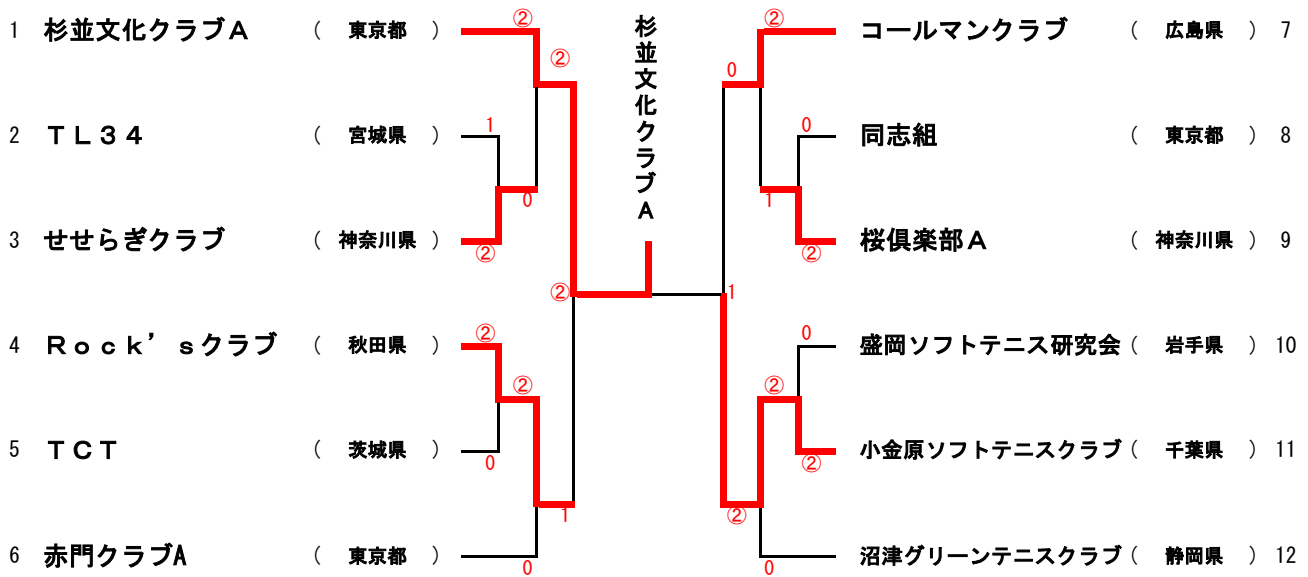 杉並文化クラブA
1 杉並文化クラブA ( 東京都 ) ②
2 TL34 ( 宮城県 ) 1
3 せせらぎクラブ ( 神奈川県 ) ②
4 Rock'sクラブ ( 秋田県 ) ②
5 TCT ( 茨城県 ) 0
6 赤門クラブA ( 東京都 ) 0
②
0
②
②
1
② コールマンクラブ ( 広島県 ) 7
0 同志組 ( 東京都 ) 8
② 桜倶楽部A ( 神奈川県 ) 9
0 盛岡ソフトテニス研究会 ( 岩手県 ) 10
② 小金原ソフトテニスクラブ ( 千葉県 ) 11
0 沼津グリーンテニスクラブ ( 静岡県 ) 12
0
1
1
②
②